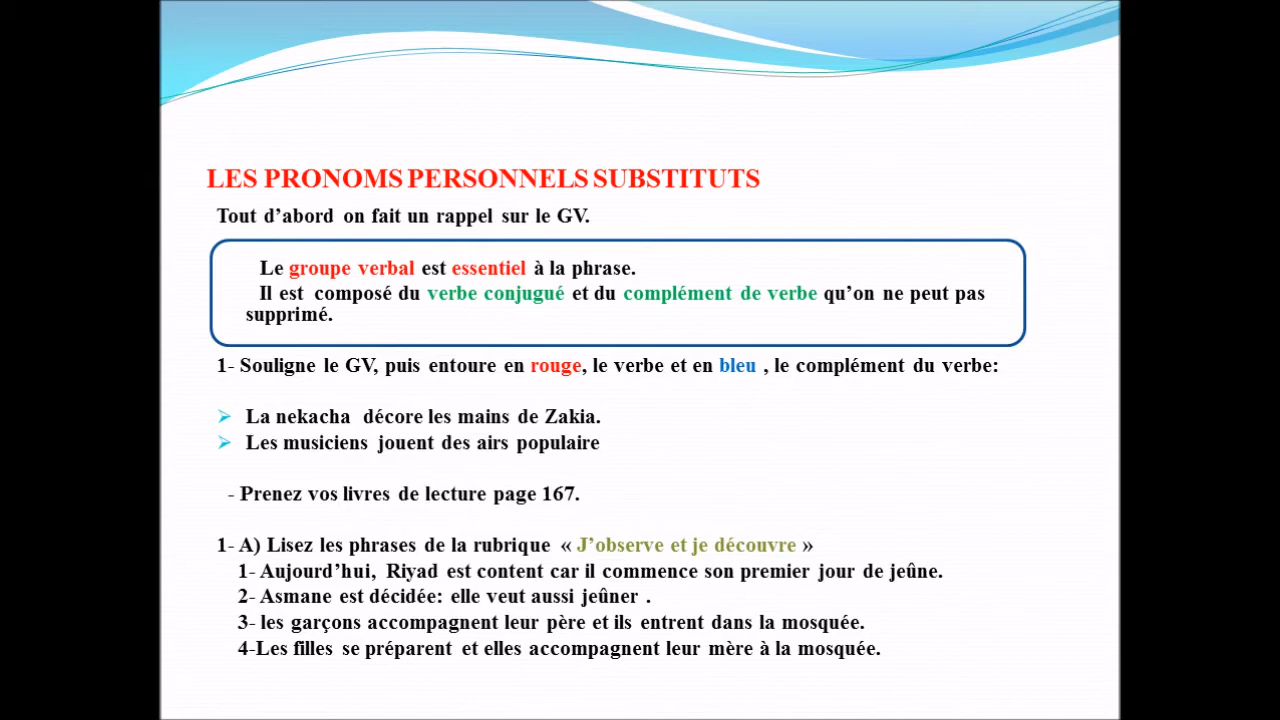 LES PRONOMS PERSONNELS SUBSTITUTS
Tout d’abord on fait un rappel sur le GV.
Le groupe verbal est essentiel à la phrase.
Il est composé du verbe conjugué et du complément de verbe qu’on ne peut pas
supprimé.
1- Souligne le GV, puis entoure en rouge, le verbe et en bleu , le complément du verbe:
➢ La nekacha décore les mains de Zakia.
➢ Les musiciens jouent des airs populaire
- Prenez vos livres de lecture page 167.
1- A) Lisez les phrases de la rubrique « J’observe et je découvre »
1- Aujourd’hui, Riyad est content car il commence son premier jour de jeûne.
2- Asmane est décidée: elle veut aussi jeûner .
3- les garçons accompagnent leur père et ils entrent dans la mosquée.
4-Les filles se préparent et elles accompagnent leur mère à la mosquée.